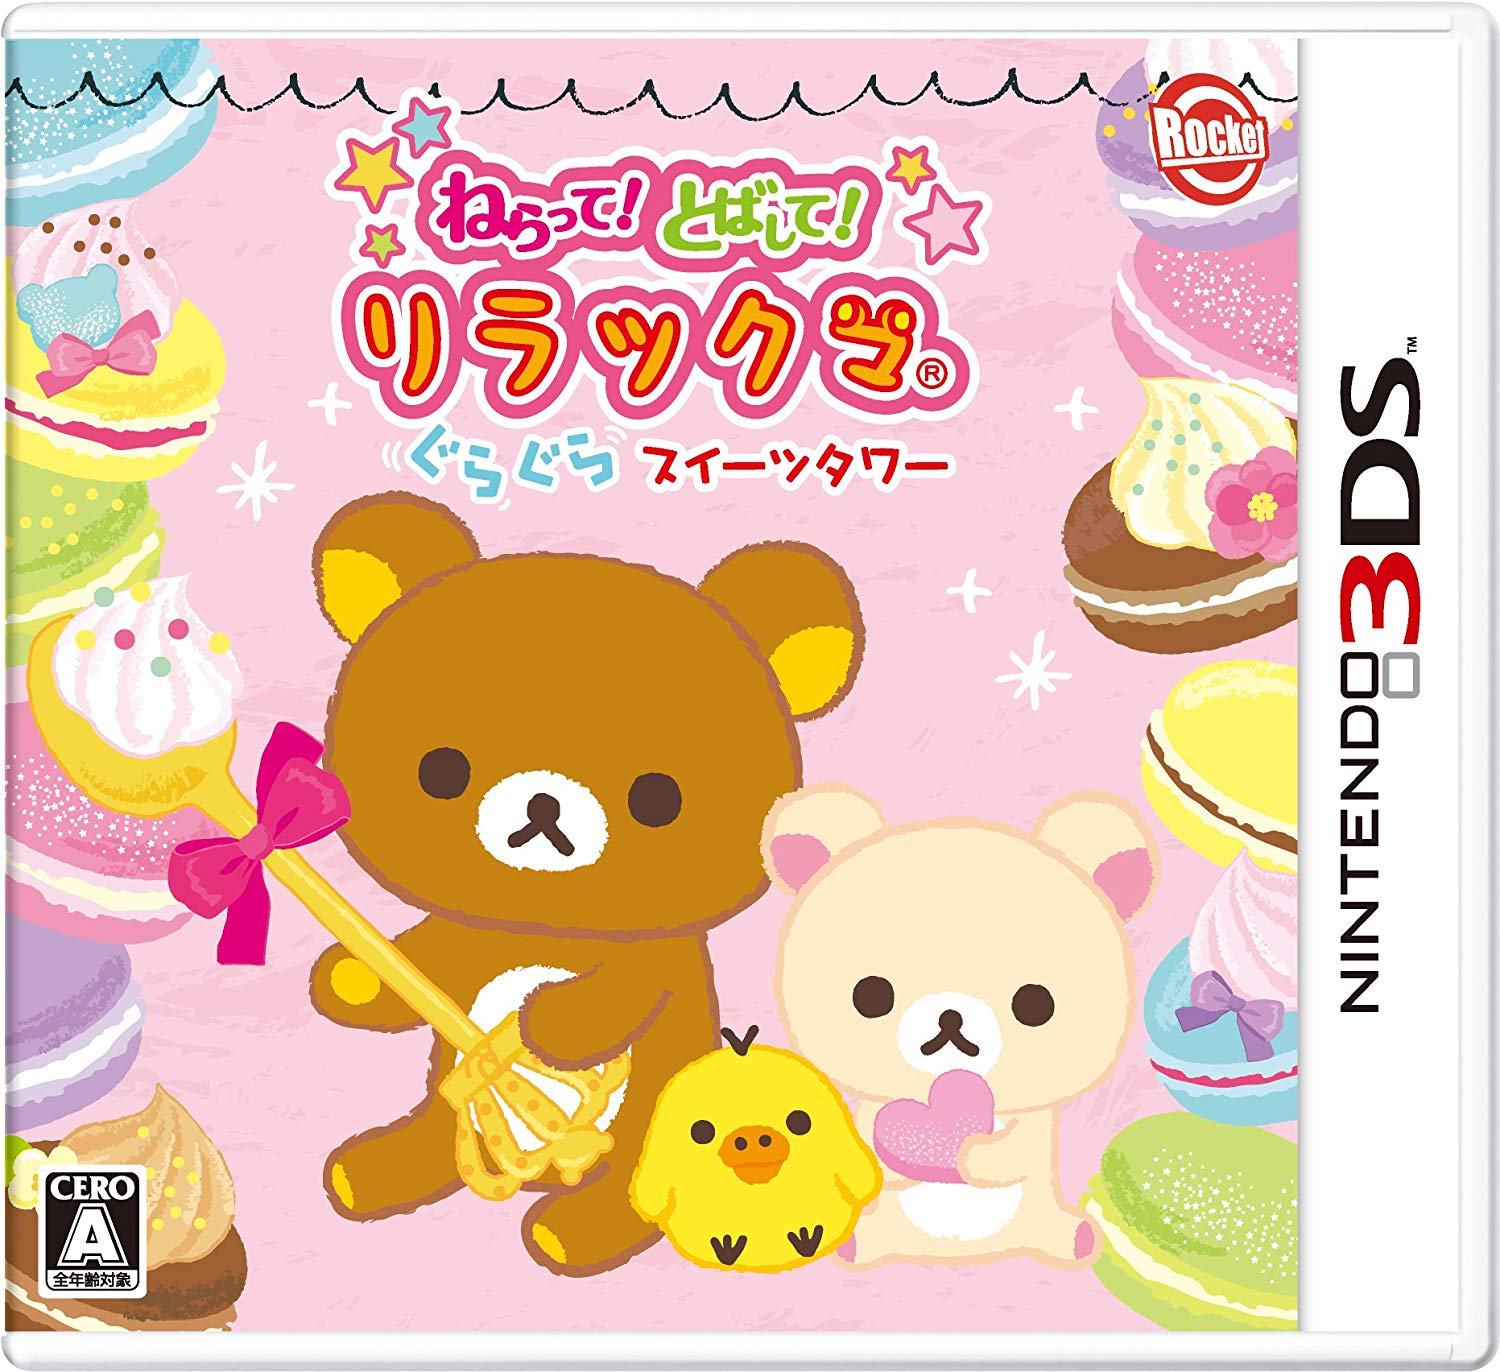 Rocket
ねらって! とばして!
リラックマ®
ぐらぐら スイーツタワー
NINTENDO 3DS™
CERO
A
全年齢対象